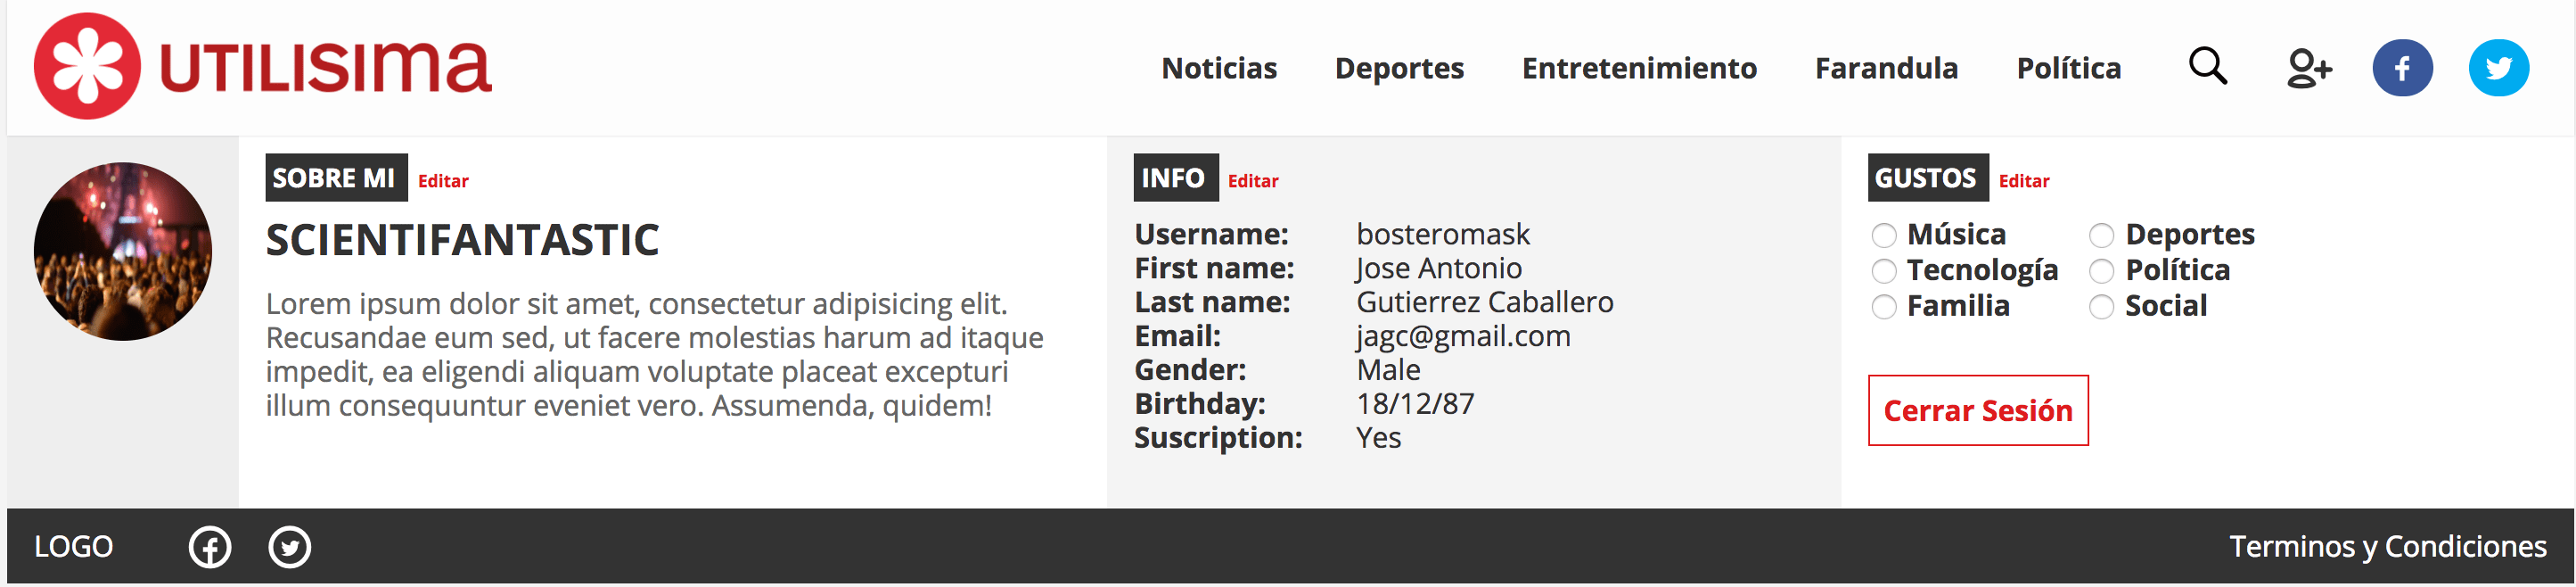 UTILISIMA
Noticias Deportes Entretenimiento Farandula Política
SOBRE MI Editar
SCIENTIFANTASTIC
Lorem ipsum dolor sit amet, consectetur adipisicing elit.
Recusandae eum sed, ut facere molestias harum ad itaque
impedit, ea eligendi aliquam voluptate placeat excepturi
illum consequuntur eveniet vero. Assumenda, quidem!
INFO Editar
Username: bosteromask
First name: Jose Antonio
Last name: Gutierrez Caballero
Email: jagc@gmail.com
Gender: Male
Birthday: 18/12/87
Suscription: Yes
GUSTOS Editar
Música Deportes
Tecnología Política
Familia Social
Cerrar Sesión
LOGO
Terminos y Condiciones